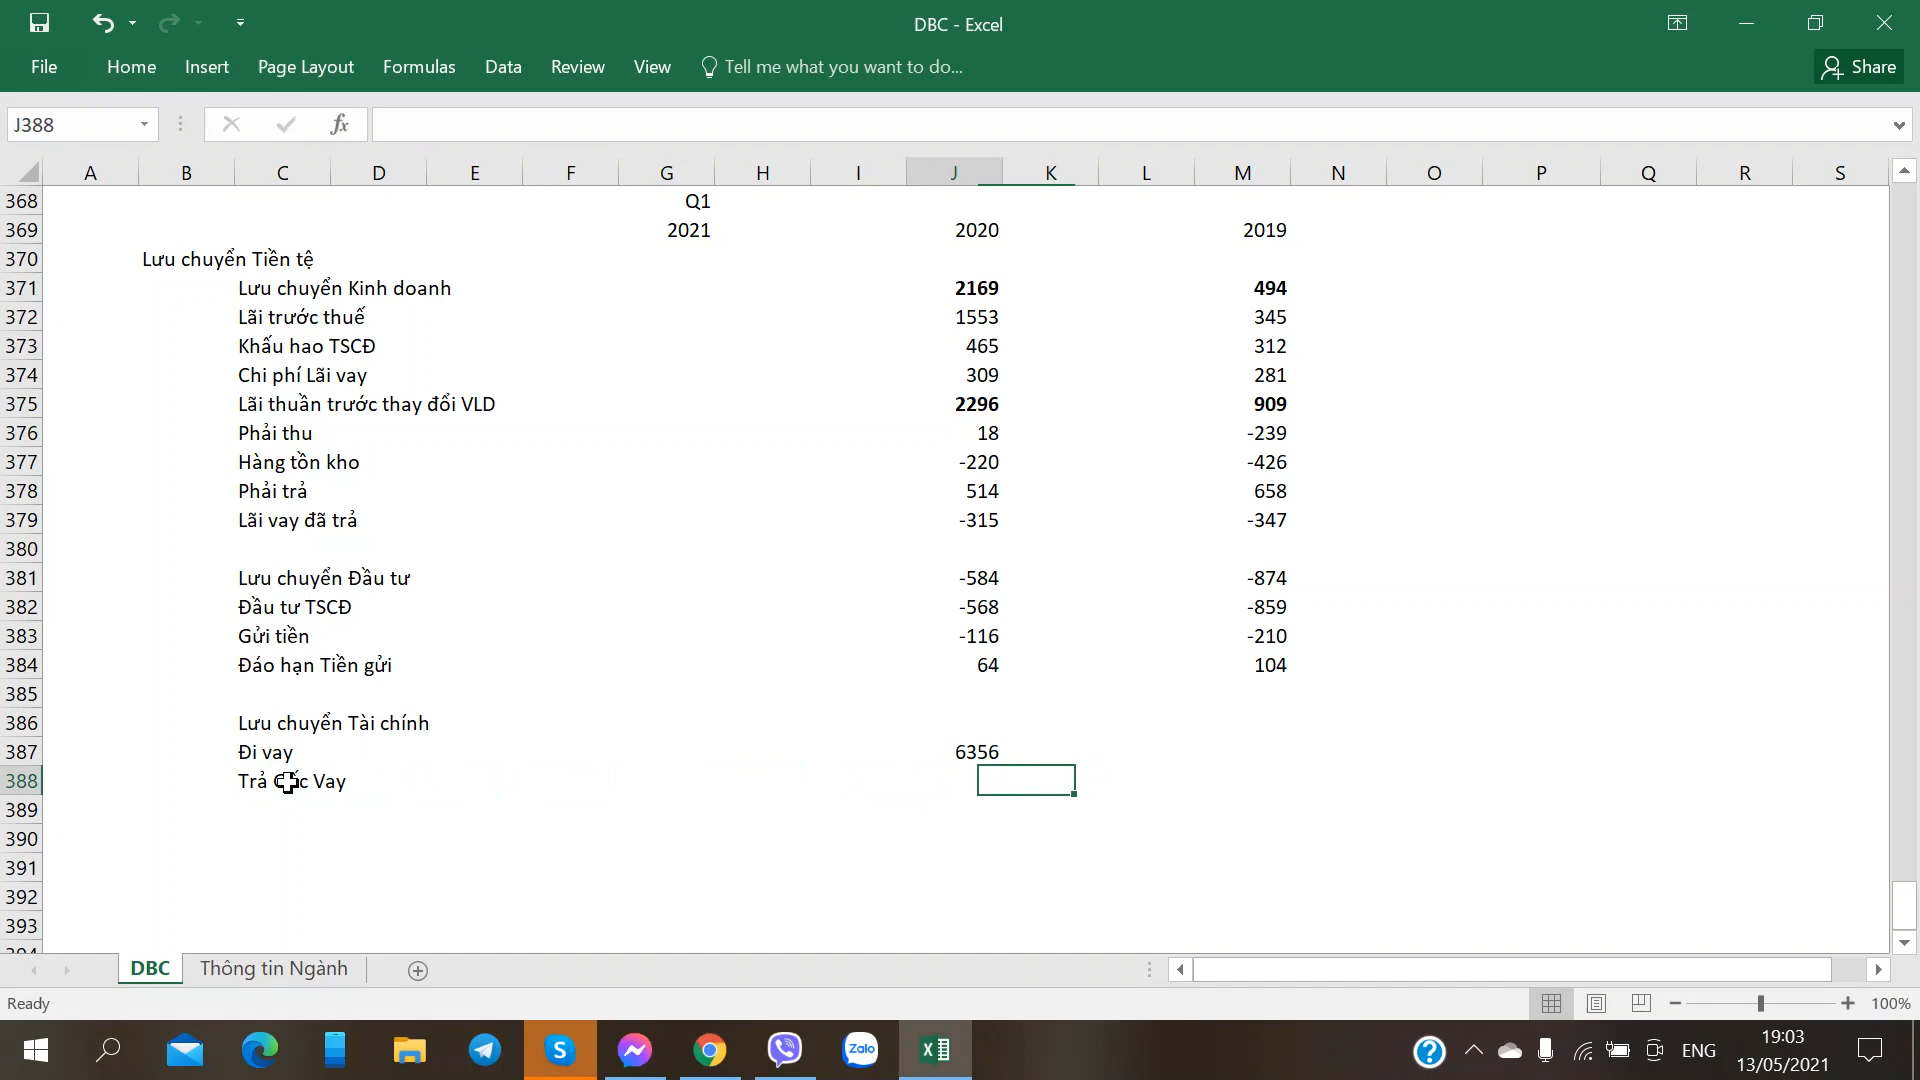 DBC - Excel
File Home Insert Page Layout Formulas Data Review View Tell me what you want to do... Share
J388 fx
A B C D E F G H I J K L M N O P Q R S
368 Q1
369 2021 2020 2019
370 Lưu chuyển Tiền tệ
371 Lưu chuyển Kinh doanh 2169 494
372 Lãi trước thuế 1553 345
373 Khấu hao TSCĐ 465 312
374 Chi phí Lãi vay 309 281
375 Lãi thuần trước thay đổi VLD 2296 909
376 Phải thu 18 -239
377 Hàng tồn kho -220 -426
378 Phải trả 514 658
379 Lãi vay đã trả -315 -347
380
381 Lưu chuyển Đầu tư -584 -874
382 Đầu tư TSCĐ -568 -859
383 Gửi tiền -116 -210
384 Đáo hạn Tiền gửi 64 104
385
386 Lưu chuyển Tài chính
387 Đi vay 6356
388 Trả Gốc Vay
389
390
391
392
393
DBC Thông tin Ngành
Ready 100%
Zalo ENG 19:03
13/05/2021